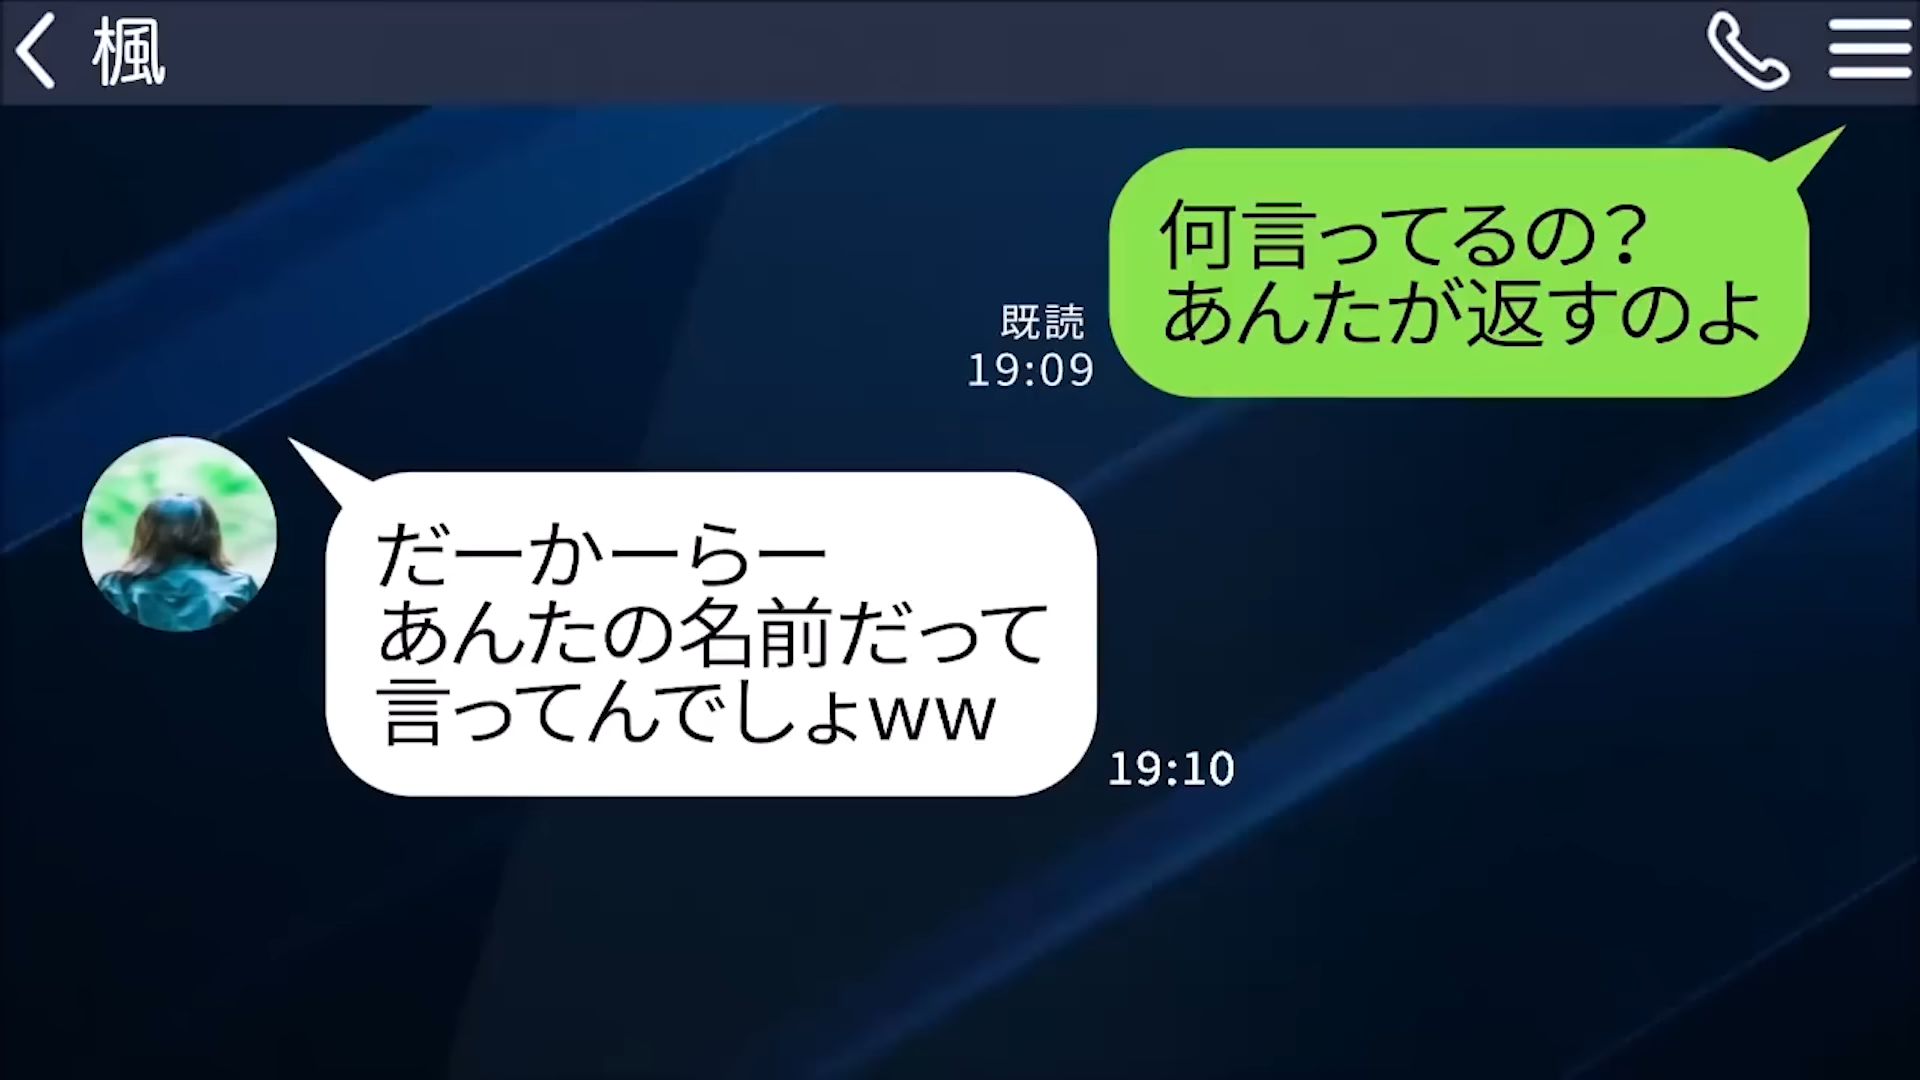 楓
何言ってるの？
あんたが返すのよ
既読
19:09
だーかーらー
あんたの名前だって
言ってんでしょww
19:10